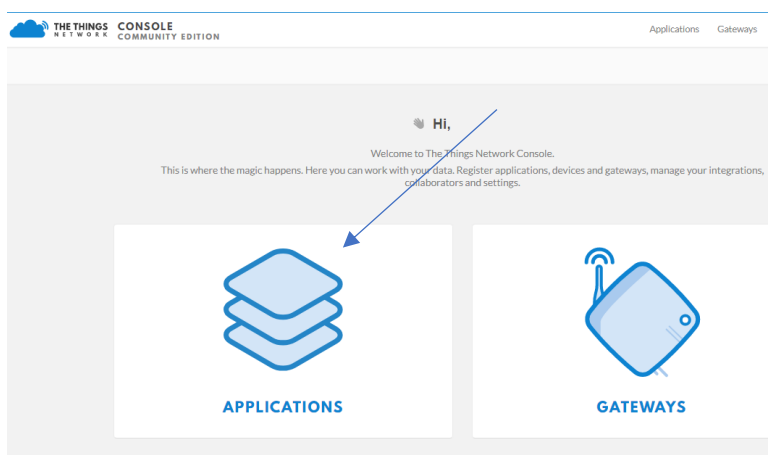 THE THINGS CONSOLE
NETWORK COMMUNITY EDITION
Applications Gateways
Hi,
Welcome to The Things Network Console.
This is where the magic happens. Here you can work with your data. Register applications, devices and gateways, manage your integrations,
collaborators and settings.
APPLICATIONS
GATEWAYS